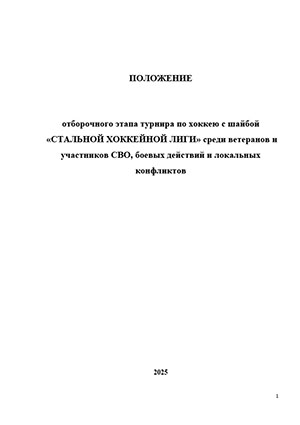 ПОЛОЖЕНИЕ
отборочного этапа турнира по хоккею с шайбой
«СТАЛЬНОЙ ХОККЕЙНОЙ ЛИГИ» среди ветеранов и
участников СВО, боевых действий и локальных
конфликтов
2025
1